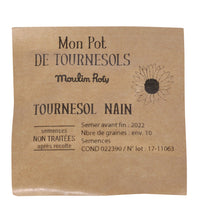 Mon Pot
DE TOURNESOLS
Moulin Roty
TOURNESOL NAIN
semences
NON TRAITÉES
après récolte
Semer avant fin : 2022
Nbre de graines : env. 10
Semences
COND 022390 / N° lot : 17-11063